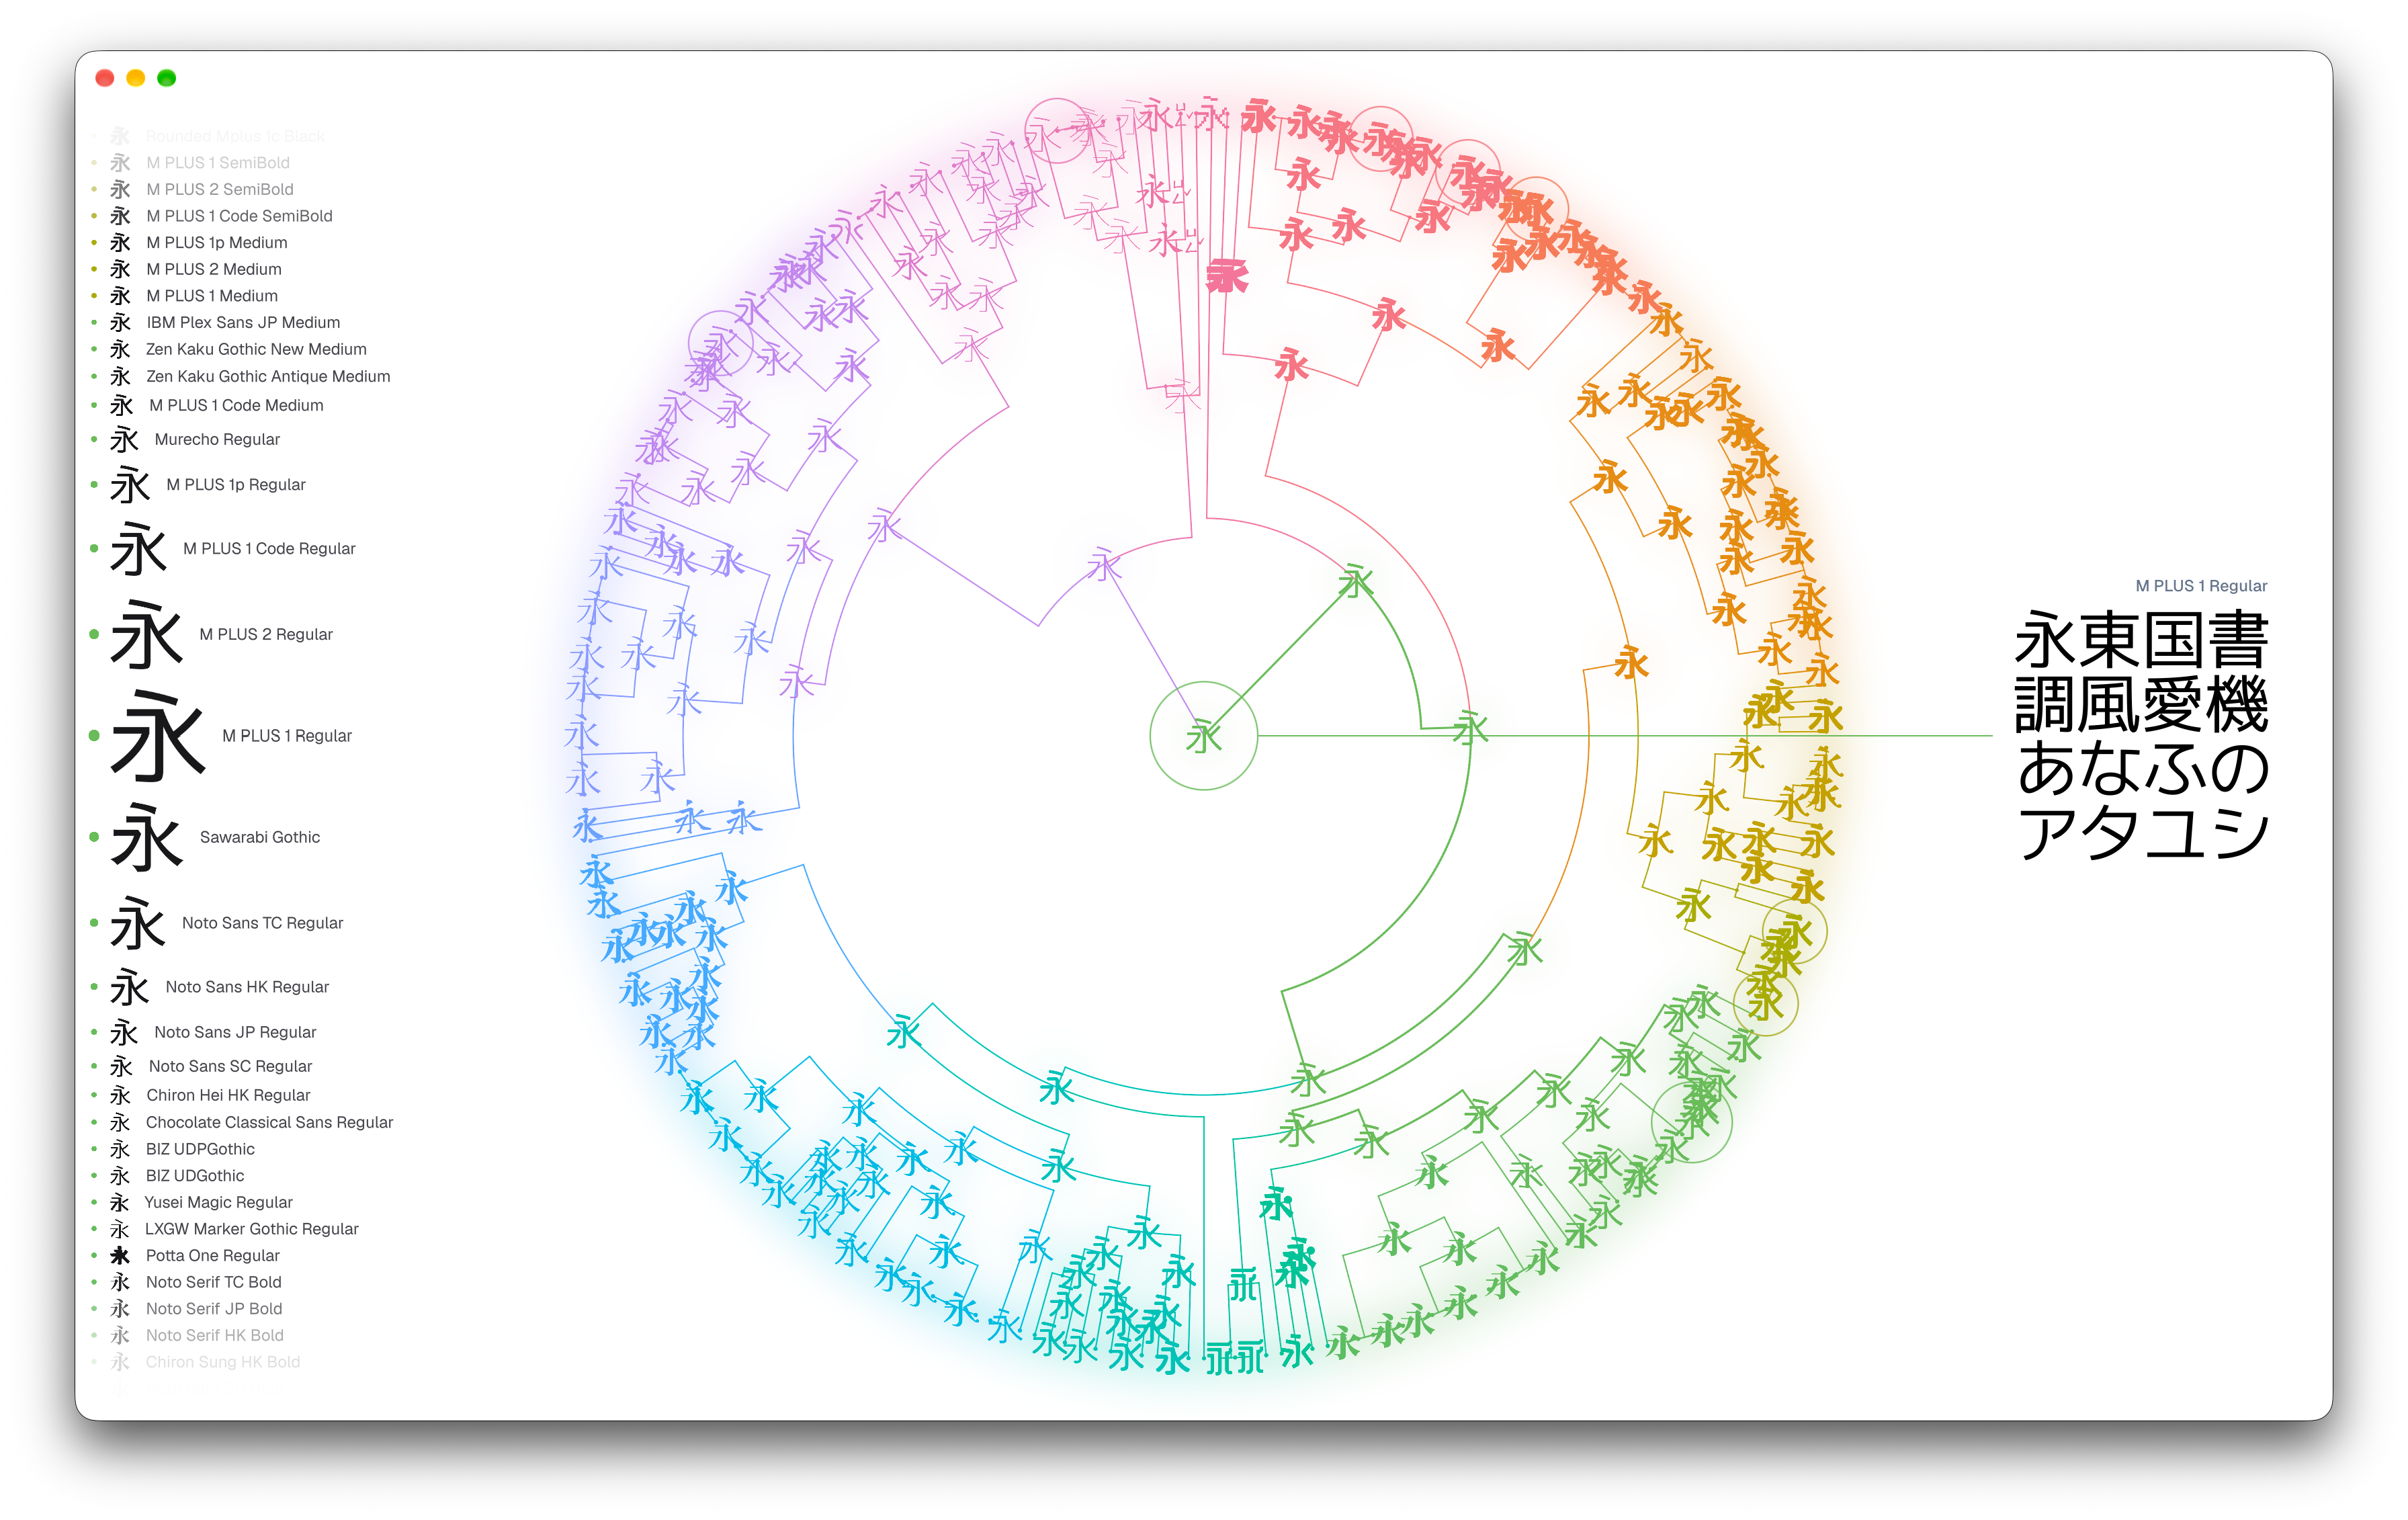 永 Rounded Mplus 1c Black
永 M PLUS 1 SemiBold
永 M PLUS 2 SemiBold
永 M PLUS 1 Code SemiBold
永 M PLUS 1p Medium
永 M PLUS 2 Medium
永 M PLUS 1 Medium
永 IBM Plex Sans JP Medium
永 Zen Kaku Gothic New Medium
永 Zen Kaku Gothic Antique Medium
永 M PLUS 1 Code Medium
永 Murecho Regular
永 M PLUS 1p Regular
永 M PLUS 1 Code Regular
永 M PLUS 2 Regular
永 M PLUS 1 Regular
永 Sawarabi Gothic
永 Noto Sans TC Regular
永 Noto Sans HK Regular
永 Noto Sans JP Regular
永 Noto Sans SC Regular
永 Chiron Hei HK Regular
永 Chocolate Classical Sans Regular
永 BIZ UDPGothic
永 BIZ UDGothic
永 Yusei Magic Regular
永 LXGW Marker Gothic Regular
永 Potta One Regular
永 Noto Serif TC Bold
永 Noto Serif JP Bold
永 Noto Serif HK Bold
永 Chiron Sung HK Bold
永
M PLUS 1 Regular
永東国書
調風愛機
あなふの
アタユシ